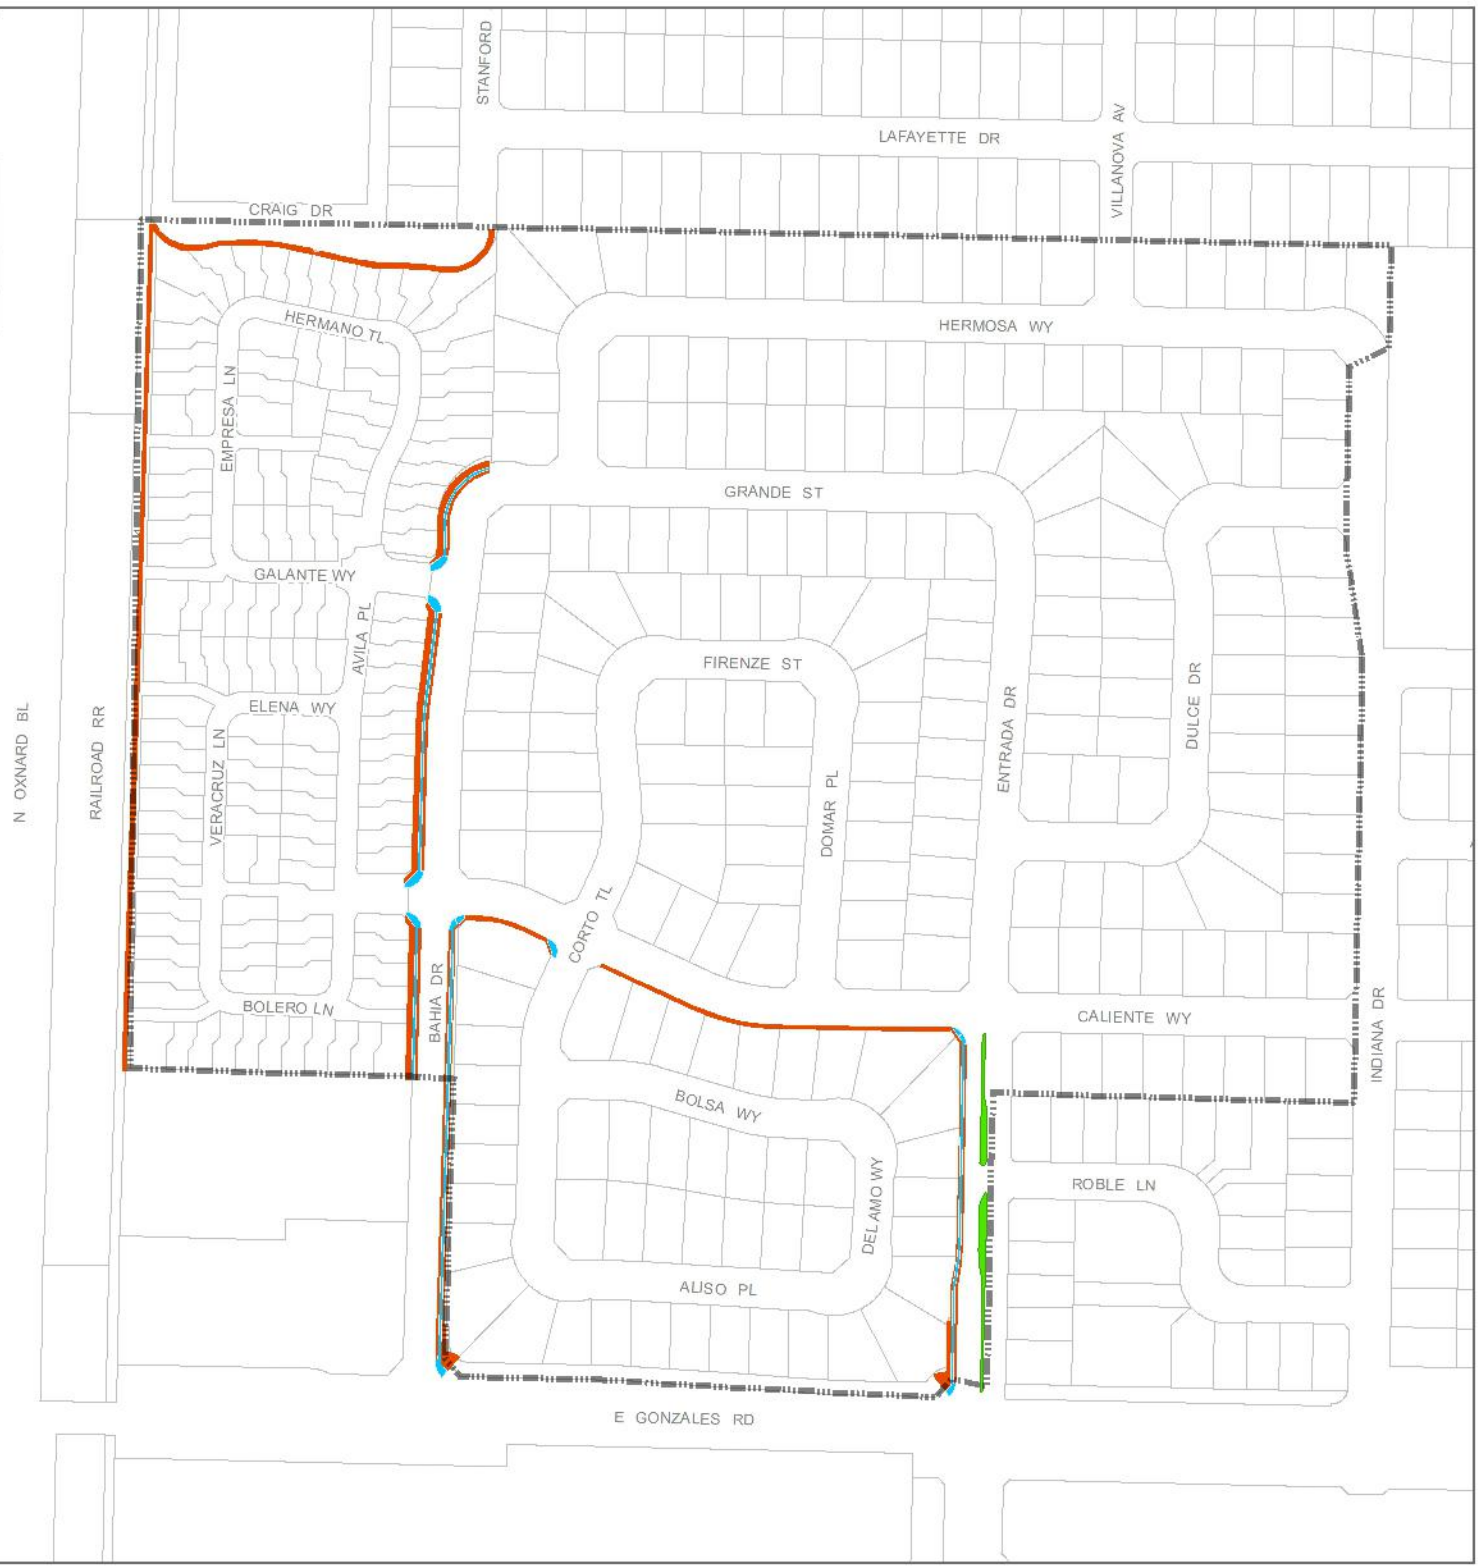 STANFORD
LAFAYETTE DR
VILLANOVA AV
CRAIG DR
HERMANO TL
HERMOSA WY
EMPRESA LN
GRANDE ST
GALANTE WY
AVILA PL
FIRENZE ST
ELENA WY
ENTRADA DR
DULCE DR
N OXNARD BL
RAILROAD RR
VERACRUZ LN
DOMAR PL
CORTO TL
BAHIA DR
BOLERO LN
CALIENTE WY
INDIANA DR
BOLSA WY
DEL AMO WY
ROBLE LN
ALISO PL
E GONZALES RD